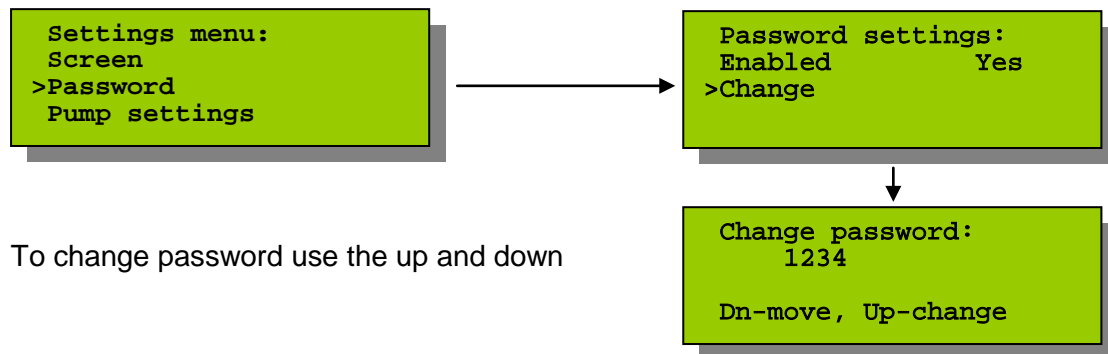 Settings menu:
Screen
>Password
Pump settings
Password settings:
Enabled Yes
>Change
Change password:
1234
Dn-move, Up-change
To change password use the up and down